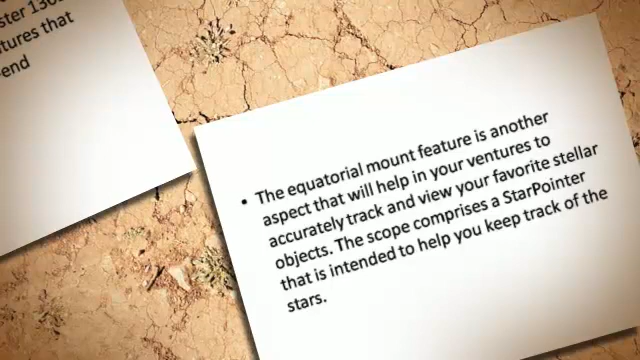 ster 130
tures that
-end
• The equatorial mount feature is another
aspect that will help in your ventures to
accurately track and view your favorite stellar
objects. The scope comprises a StarPointer
that is intended to help you keep track of the
stars.